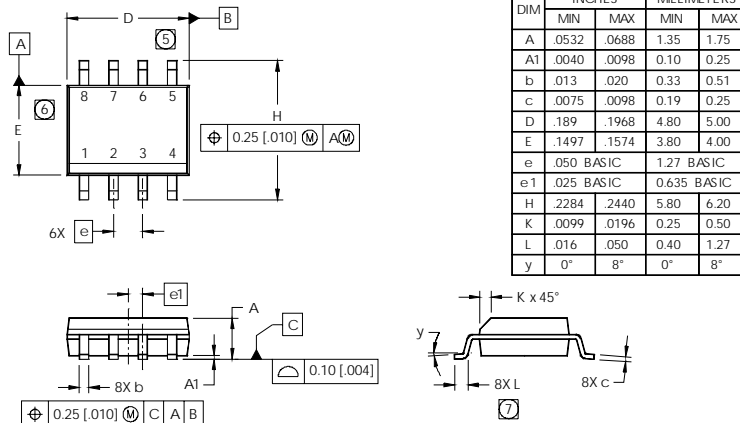 D
B
5
A
8 7 6 5
6
E
H
0.25 [.010] M A M
1 2 3 4
6X e
DIM INCHES MILLIMETERS
MIN MAX MIN MAX
A .0532 .0688 1.35 1.75
A1 .0040 .0098 0.10 0.25
b .013 .020 0.33 0.51
c .0075 .0098 0.19 0.25
D .189 .1968 4.80 5.00
E .1497 .1574 3.80 4.00
e .050 BASIC 1.27 BASIC
e1 .025 BASIC 0.635 BASIC
H .2284 .2440 5.80 6.20
K .0099 .0196 0.25 0.50
L .016 .050 0.40 1.27
y 0° 8° 0° 8°
e1
A
C
8X b
A1
0.10 [.004]
0.25 [.010] M C A B
K x 45°
y
8X L
8X c
7